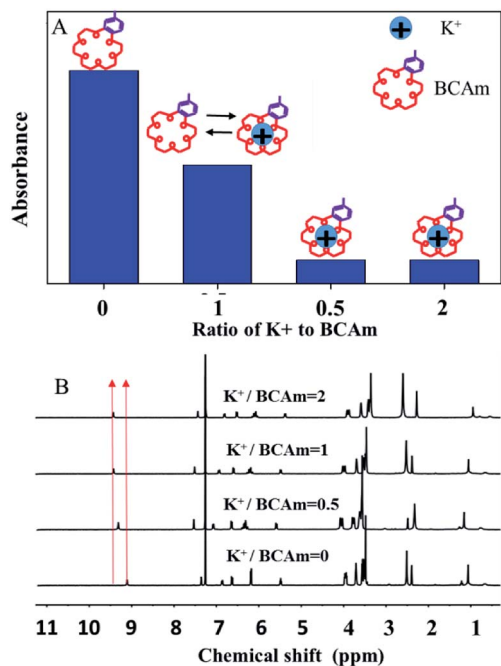 A
K+
BCAm
Absorbance
0 1 0.5 2
Ratio of K+ to BCAm
B
K+/ BCAm=2
K+/ BCAm=1
K+/ BCAm=0.5
K+/ BCAm=0
11 10 9 8 7 6 5 4 3 2 1
Chemical shift (ppm)